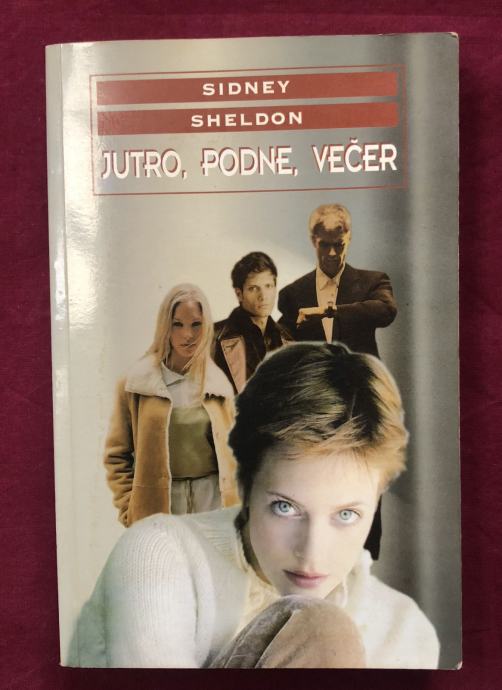 SIDNEY
SHELDON
JUTRO, PODNE, VEČER